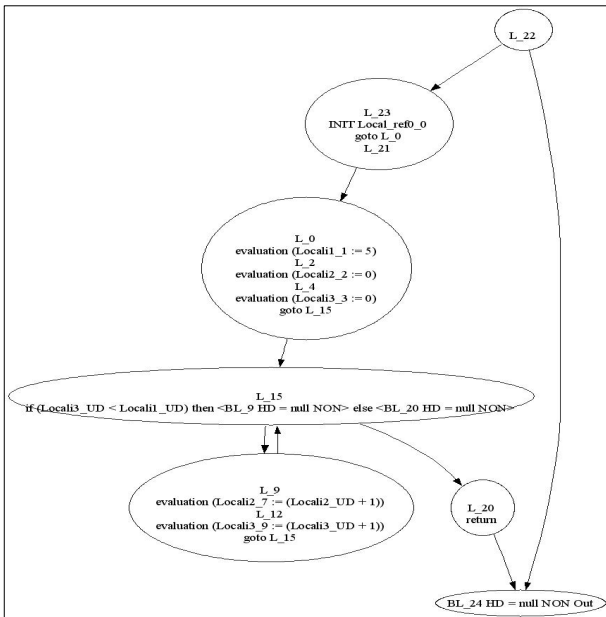 L_22
L_23
INIT Local_ref0_0
goto L_0
L_21
L_0
evaluation (Locali1_1 := 5)
L_2
evaluation (Locali2_2 := 0)
L_4
evaluation (Locali3_3 := 0)
goto L_15
L_15
if (Locali3_UD < Locali1_UD) then <BL_9 HD = null NON> else <BL_20 HD = null NON>
L_9
evaluation (Locali2_7 := (Locali2_UD + 1))
L_12
evaluation (Locali3_9 := (Locali3_UD + 1))
goto L_15
L_20
return
BL_24 HD = null NON Out